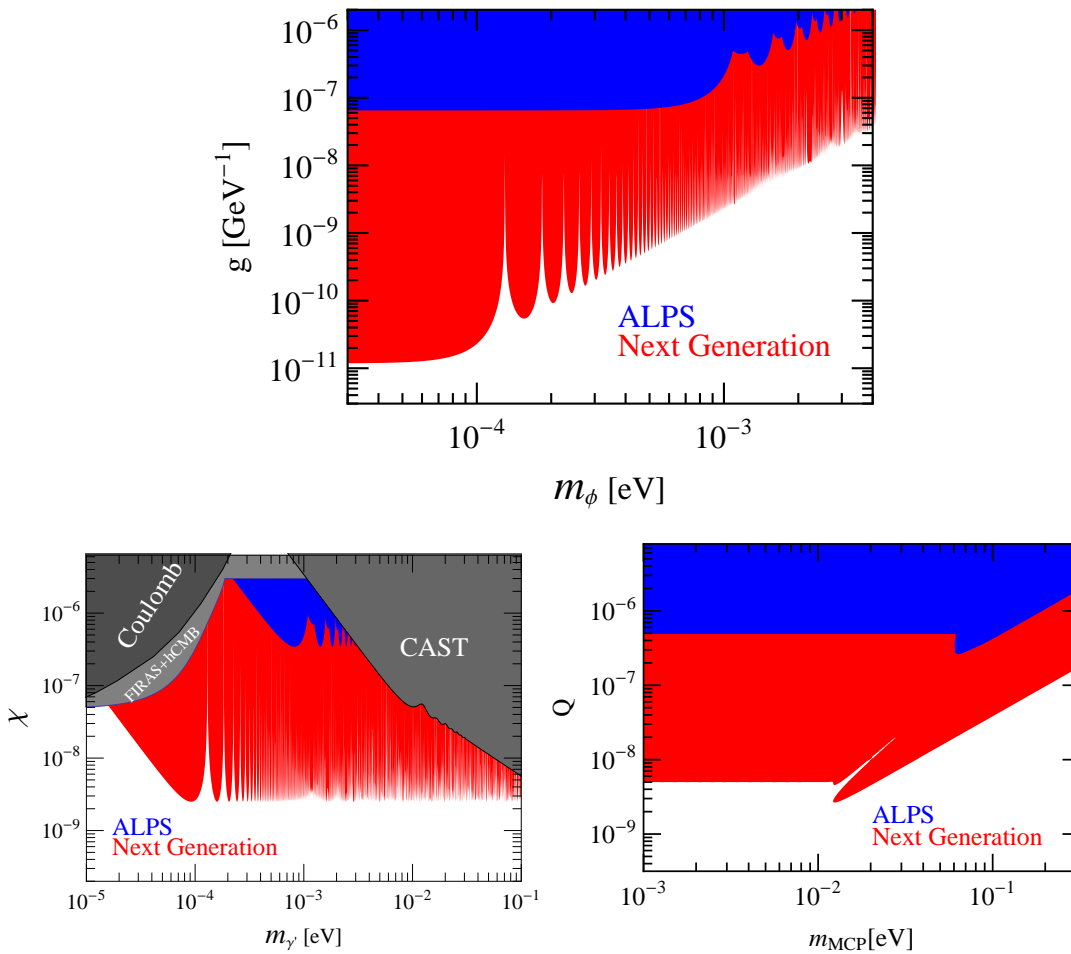 10⁻⁶
10⁻⁷
10⁻⁸
10⁻⁹
10⁻¹⁰
10⁻¹¹
g [GeV⁻¹]
ALPS
Next Generation
10⁻⁴ 10⁻³
m_ϕ [eV]
Coulomb
FIRAS+hCMB
CAST
10⁻⁶
10⁻⁷
10⁻⁸
10⁻⁹
χ
ALPS
Next Generation
10⁻⁵ 10⁻⁴ 10⁻³ 10⁻² 10⁻¹
m_γ′ [eV]
10⁻⁶
10⁻⁷
10⁻⁸
10⁻⁹
Q
ALPS
Next Generation
10⁻³ 10⁻² 10⁻¹
m_MCP[eV]